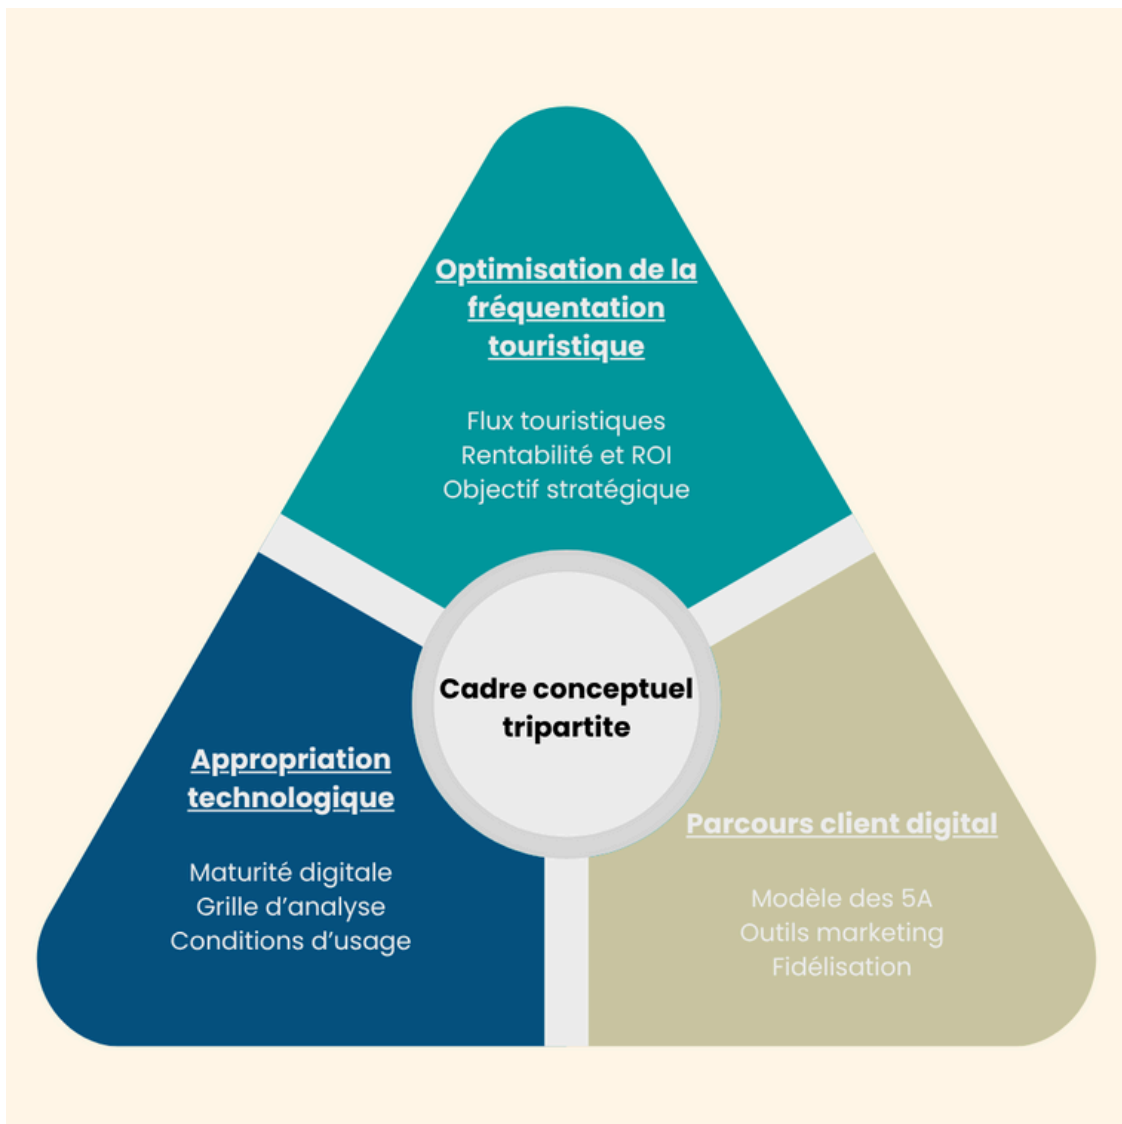 Optimisation de la
fréquentation
touristique
Flux touristiques
Rentabilité et ROI
Objectif stratégique
Cadre conceptuel
tripartite
Appropriation
technologique
Maturité digitale
Grille d'analyse
Conditions d'usage
Parcours client digital
Modèle des 5A
Outils marketing
Fidélisation